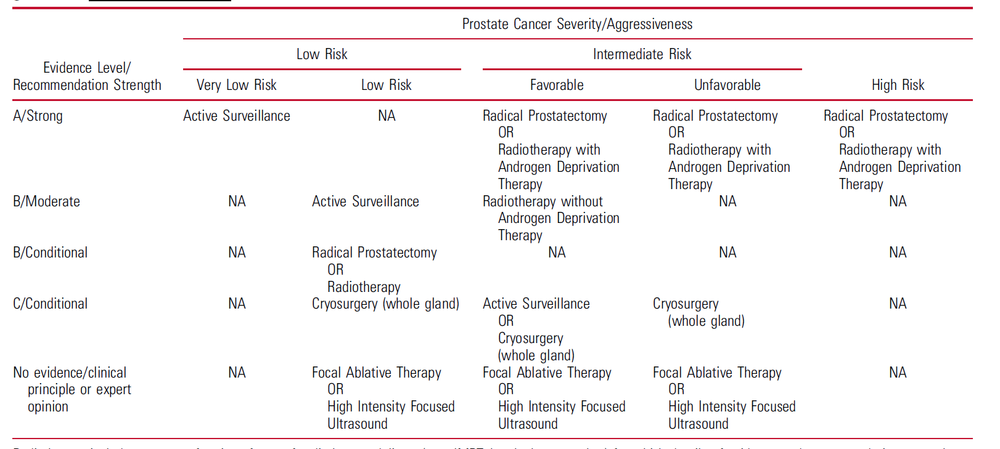 Prostate Cancer Severity/Aggressiveness
Low Risk Intermediate Risk
Evidence Level/
Recommendation Strength Very Low Risk Low Risk Favorable Unfavorable High Risk
A/Strong Active Surveillance NA Radical Prostatectomy Radical Prostatectomy Radical Prostatectomy
OR OR OR
Radiotherapy with Radiotherapy with Radiotherapy with
Androgen Deprivation Androgen Deprivation Androgen Deprivation
Therapy Therapy Therapy
B/Moderate NA Active Surveillance Radiotherapy without NA NA
Androgen Deprivation
Therapy
B/Conditional NA Radical Prostatectomy NA NA NA
OR
Radiotherapy
C/Conditional NA Cryosurgery (whole gland) Active Surveillance Cryosurgery NA
OR (whole gland)
Cryosurgery
(whole gland)
No evidence/clinical NA Focal Ablative Therapy Focal Ablative Therapy Focal Ablative Therapy NA
principle or expert OR OR OR
opinion High Intensity Focused High Intensity Focused High Intensity Focused
Ultrasound Ultrasound Ultrasound